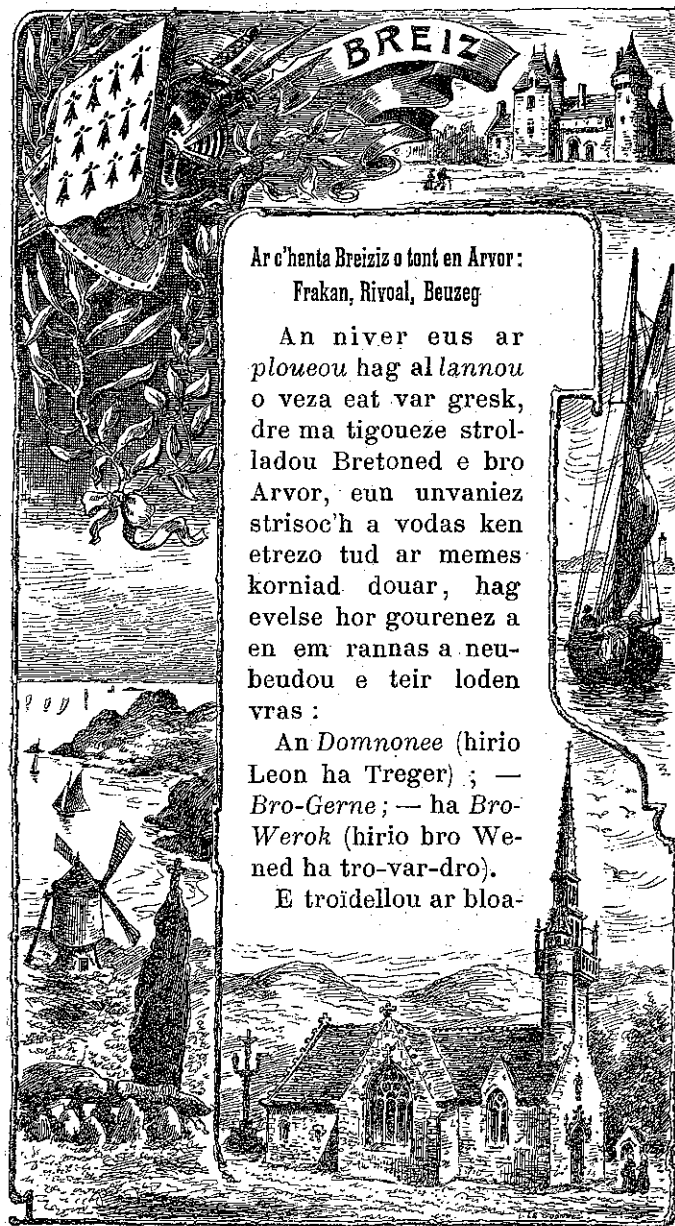 BREIZ
Ar c'henta Breiziz o tont en Arvor :
Frakan, Rivoal, Beuzeg
An niver eus ar
ploueou hag al lannou
o veza eat var gresk,
dre ma tigoueze strol-
ladou Bretoned e bro
Arvor, eun unvaniez
strisoc'h a vodas ken
etrezo tud ar memes
korniad douar, hag
evelse hor gourenez a
en em rannas a neu-
beudou e teir loden
vras :
An Domnonee (hirio
Leon ha Treger) ; —
Bro-Gerne ; — ha Bro-
Werok (hirio bro We-
ned ha tro-var-dro).
E troïdellou ar bloa-